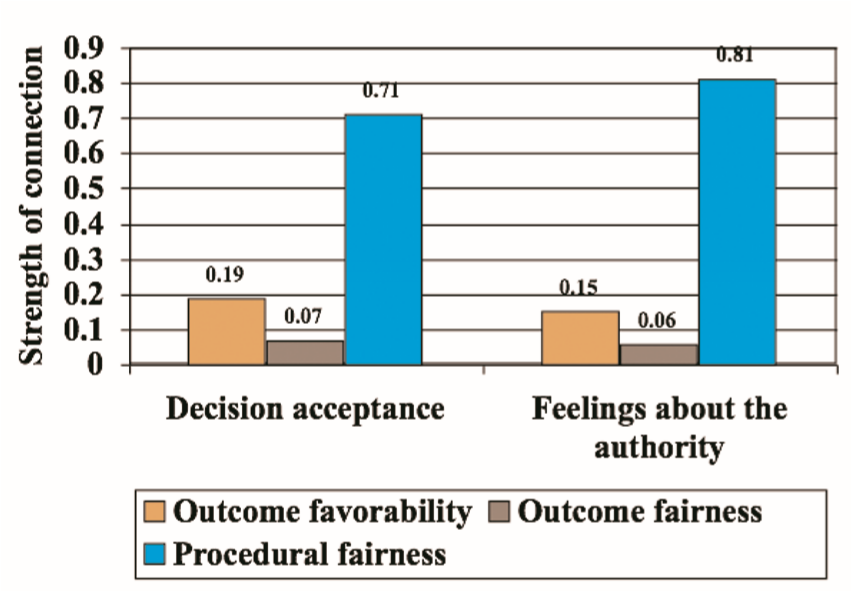 Strength of connection
0.9
0.8
0.7
0.6
0.5
0.4
0.3
0.2
0.1
0
0.19
0.07
0.71
0.15
0.06
0.81
Decision acceptance
Feelings about the
authority
Outcome favorability
Outcome fairness
Procedural fairness